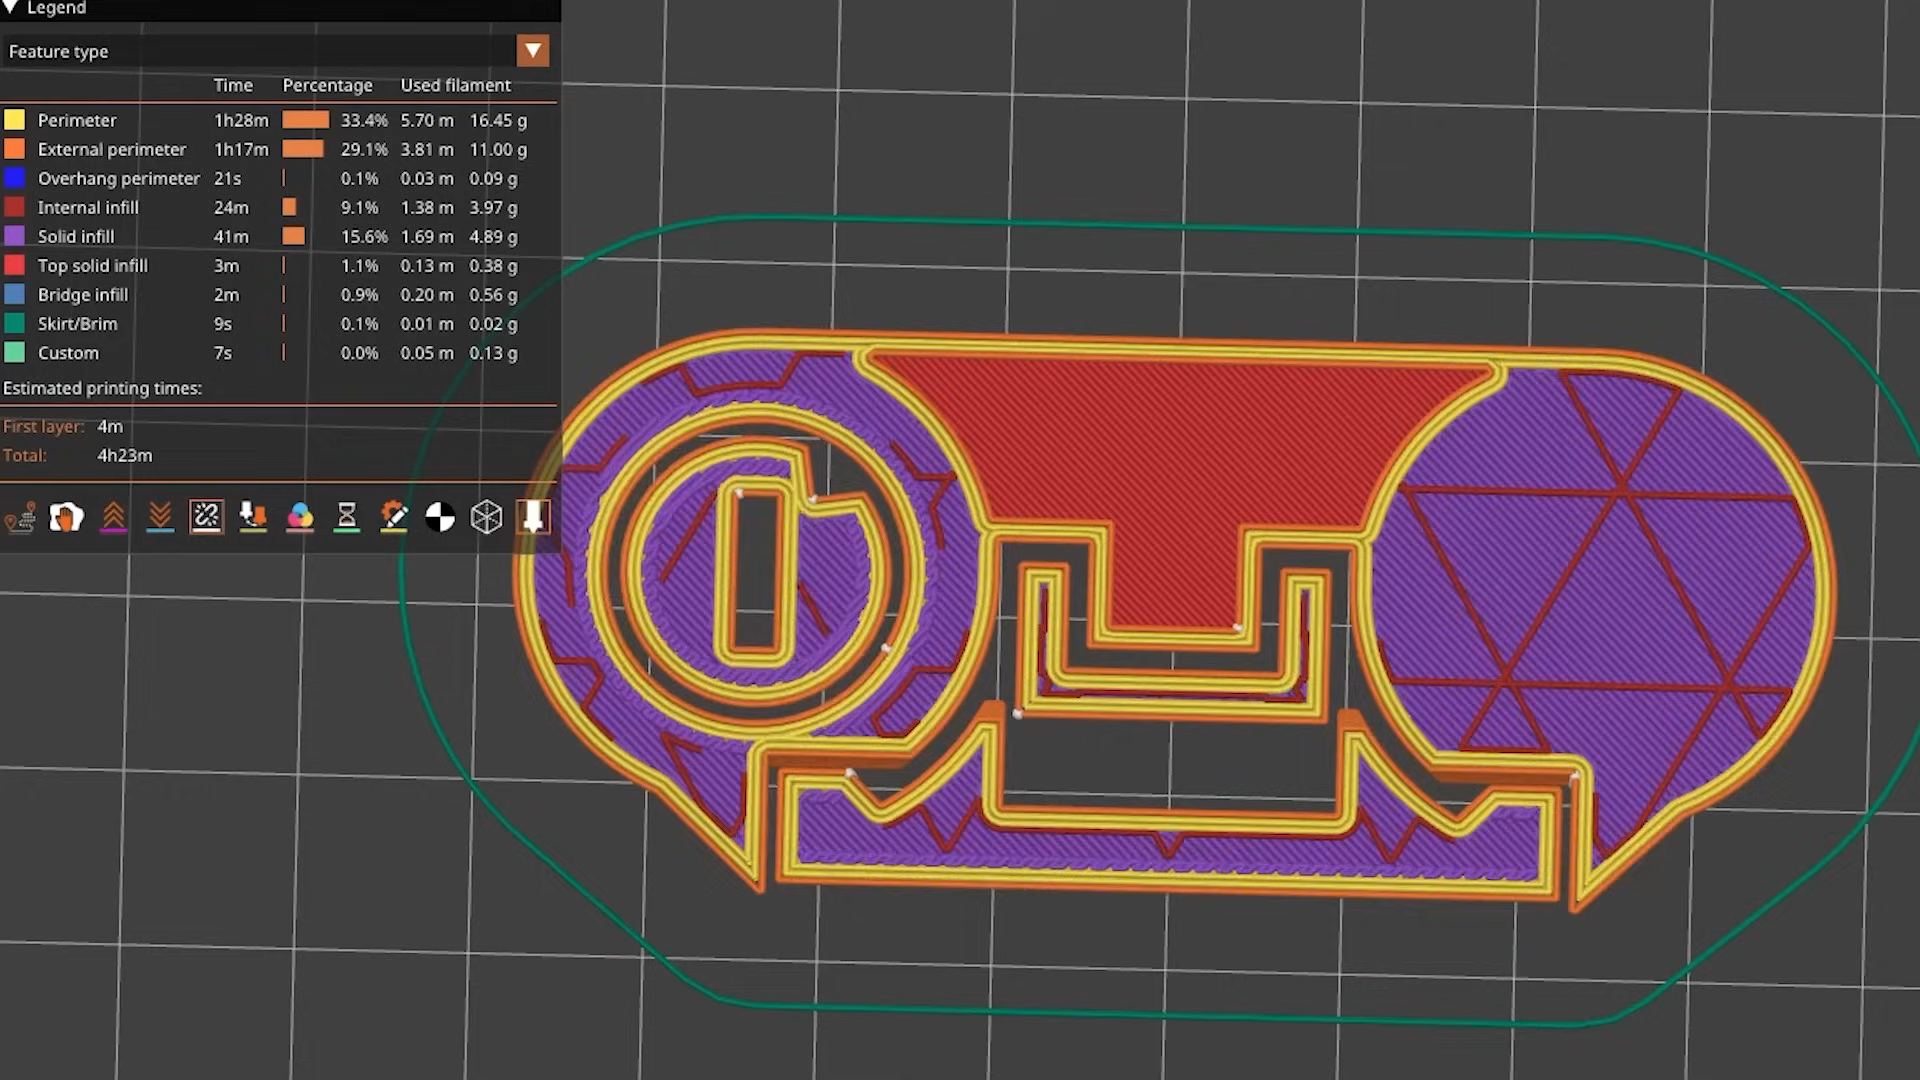 Legend
Feature type
Time Percentage Used filament
Perimeter 1h28m 33.4% 5.70 m 16.45 g
External perimeter 1h17m 29.1% 3.81 m 11.00 g
Overhang perimeter 21s 0.1% 0.03 m 0.09 g
Internal infill 24m 9.1% 1.38 m 3.97 g
Solid infill 41m 15.6% 1.69 m 4.89 g
Top solid infill 3m 1.1% 0.13 m 0.38 g
Bridge infill 2m 0.9% 0.20 m 0.56 g
Skirt/Brim 9s 0.1% 0.01 m 0.02 g
Custom 7s 0.0% 0.05 m 0.13 g
Estimated printing times:
First layer: 4m
Total: 4h23m